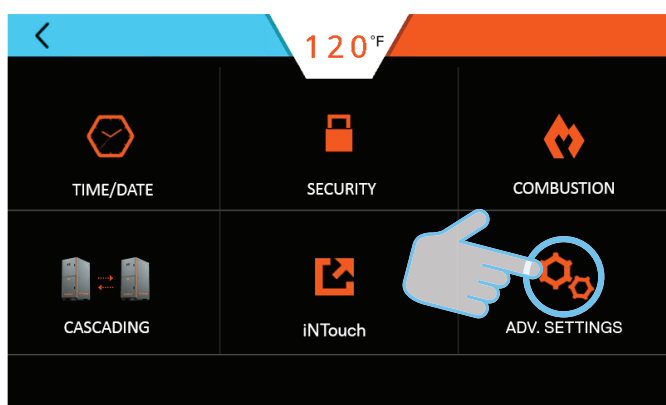 120°F
TIME/DATE
SECURITY
COMBUSTION
CASCADING
iNTouch
ADV. SETTINGS